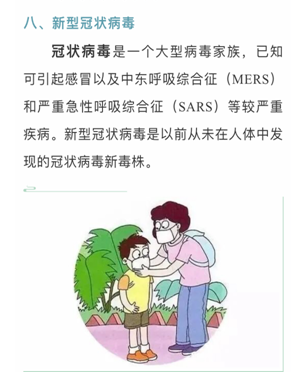 八、新型冠状病毒
冠状病毒是一个大型病毒家族，已知
可引起感冒以及中东呼吸综合征（MERS）
和严重急性呼吸综合征（SARS）等较严重
疾病。新型冠状病毒是以前从未在人体中发
现的冠状病毒新毒株。